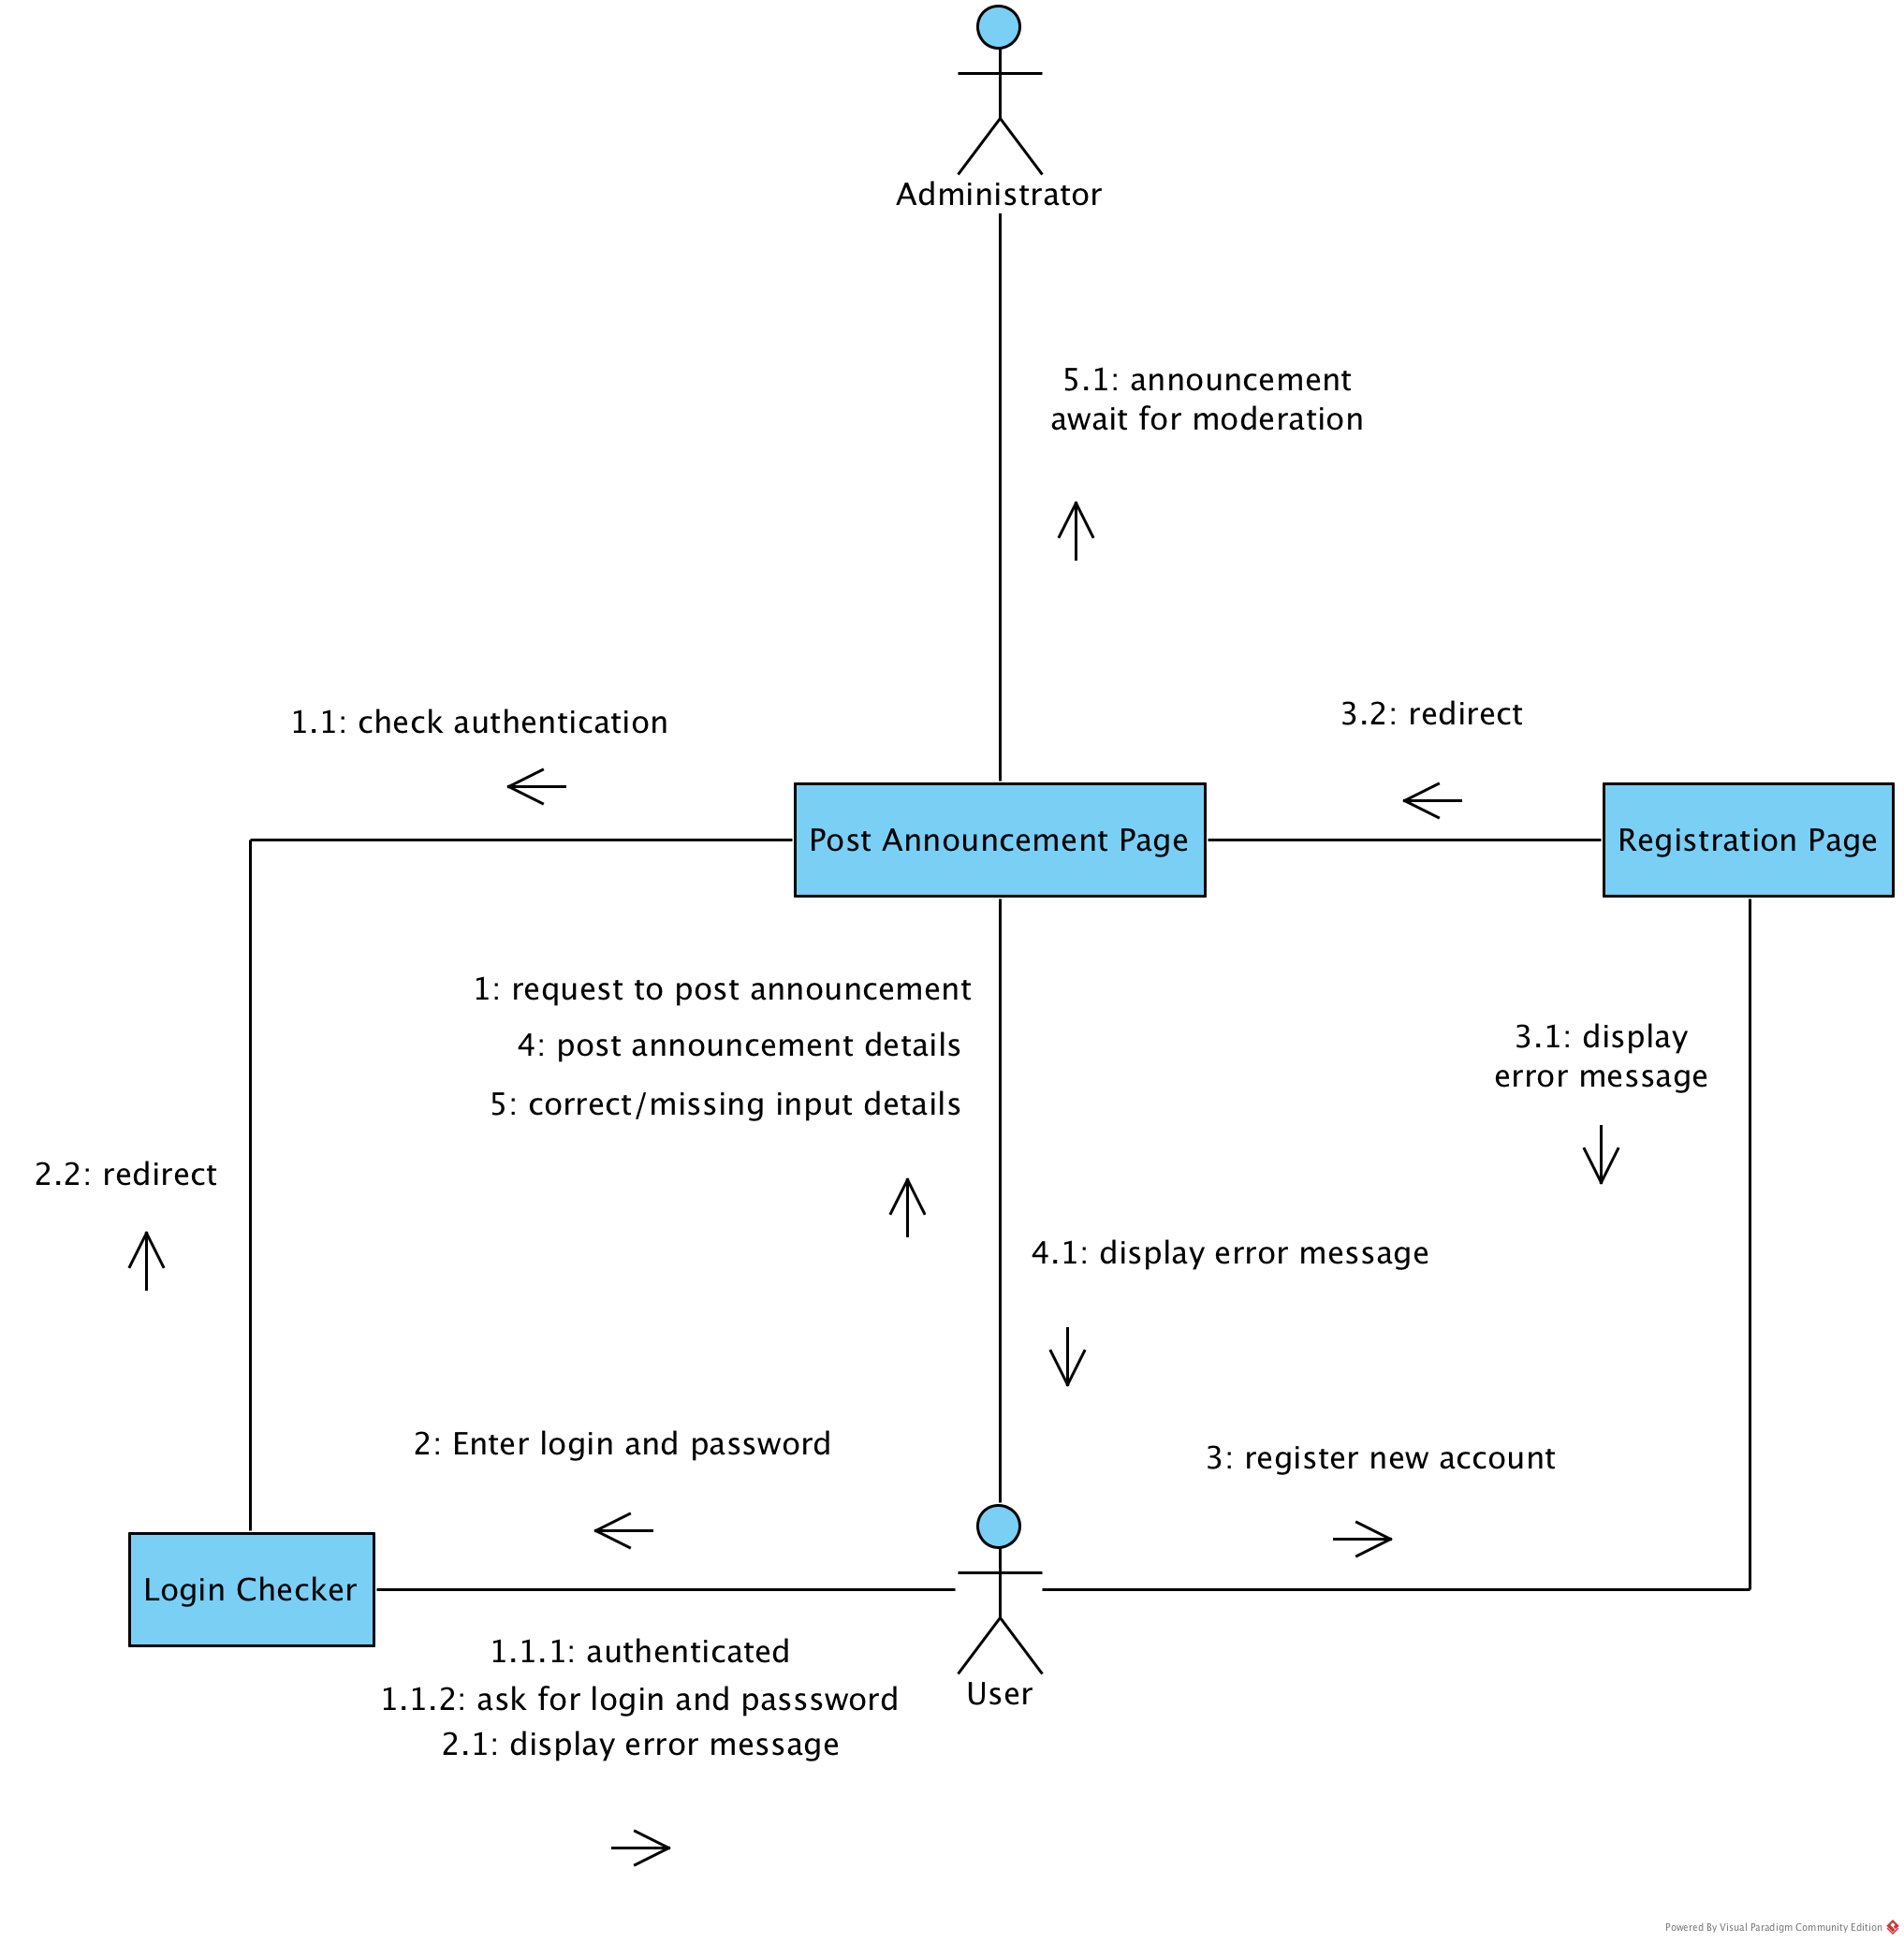 Administrator
5.1: announcement
await for moderation
1.1: check authentication
3.2: redirect
Post Announcement Page
Registration Page
1: request to post announcement
4: post announcement details
5: correct/missing input details
3.1: display
error message
2.2: redirect
4.1: display error message
2: Enter login and password
3: register new account
Login Checker
1.1.1: authenticated
1.1.2: ask for login and passsword
2.1: display error message
User
Powered By Visual Paradigm Community Edition